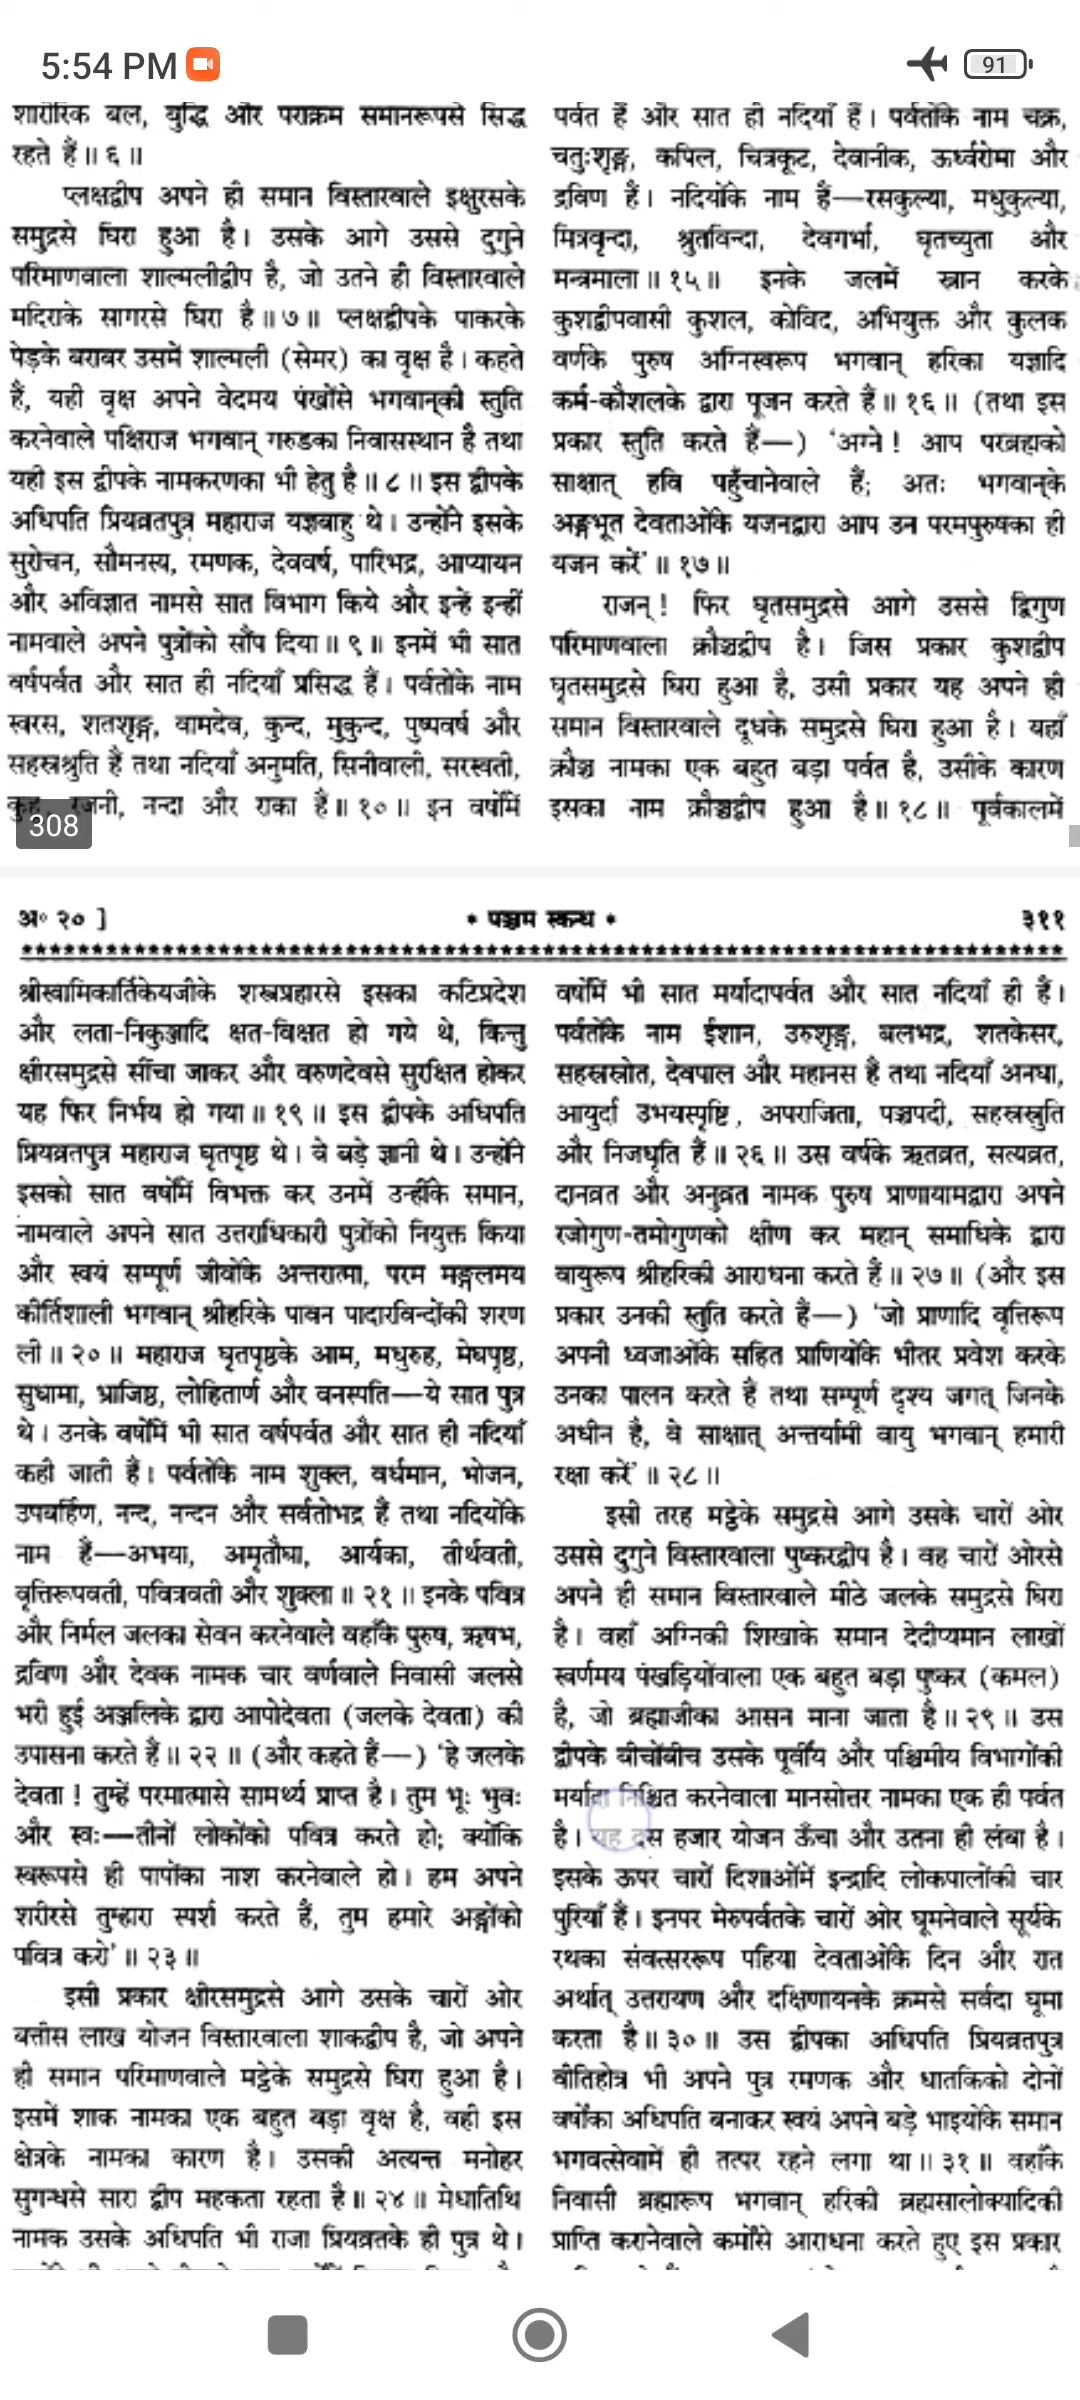 5:54 PM
91
शारीरिक बल, बुद्धि और पराक्रम समानरूपसे सिद्ध
रहते हैं॥ ६॥
प्लक्षद्वीप अपने ही समान विस्तारवाले इक्षुरसके
समुद्रसे घिरा हुआ है। उसके आगे उससे दुगुने
परिमाणवाला शाल्मलीद्वीप है, जो उतने ही विस्तारवाले
मदिराके सागरसे घिरा है॥ ७॥ प्लक्षद्वीपके पाकरके
पेड़के बराबर उसमें शाल्मली (सेमर) का वृक्ष है। कहते
हैं, यही वृक्ष अपने वेदमय पंखोंसे भगवान्‌की स्तुति
करनेवाले पक्षिराज भगवान् गरुडका निवासस्थान है तथा
यही इस द्वीपके नामकरणका भी हेतु है॥ ८॥ इस द्वीपके
अधिपति प्रियव्रतपुत्र महाराज यज्ञबाहु थे। उन्होंने इसके
सुरोचन, सौमनस्य, रमणक, देववर्ष, पारिभद्र, आप्यायन
और अविज्ञात नामसे सात विभाग किये और इन्हें इन्हीं
नामवाले अपने पुत्रोंको सौंप दिया॥ ९॥ इनमें भी सात
वर्षपर्वत और सात ही नदियाँ प्रसिद्ध हैं। पर्वतोंके नाम
स्वरस, शतशृङ्ग, वामदेव, कुन्द, मुकुन्द, पुष्पवर्ष और
सहस्रश्रुति हैं तथा नदियाँ अनुमति, सिनीवाली, सरस्वती,
कुहू, रजनी, नन्दा और राका हैं॥ १०॥ इन वर्षोंमें
308
पर्वत हैं और सात ही नदियाँ हैं। पर्वतोंके नाम चक्र,
चतुःशृङ्ग, कपिल, चित्रकूट, देवानीक, ऊर्ध्वरोमा और
द्रविण हैं। नदियोंके नाम हैं—रसकुल्या, मधुकुल्या,
मित्रवृन्दा, श्रुतविन्दा, देवगर्भा, घृतच्युता और
मन्त्रमाला॥ १५॥ इनके जलमें स्नान करके
कुशद्वीपवासी कुशल, कोविद, अभियुक्त और कुलक
वर्णके पुरुष अग्निस्वरूप भगवान् हरिका यज्ञादि
कर्म-कौशलके द्वारा पूजन करते हैं॥ १६॥ (तथा इस
प्रकार स्तुति करते हैं—) ‘अग्ने! आप परब्रह्मको
साक्षात् हवि पहुँचानेवाले हैं; अतः भगवान्‌के
अङ्गभूत देवताओंके यजनद्वारा आप उन परमपुरुषका ही
यजन करें’॥ १७॥
राजन्! फिर घृतसमुद्रसे आगे उससे द्विगुण
परिमाणवाला क्रौञ्चद्वीप है। जिस प्रकार कुशद्वीप
घृतसमुद्रसे घिरा हुआ है, उसी प्रकार यह अपने ही
समान विस्तारवाले दूधके समुद्रसे घिरा हुआ है। यहाँ
क्रौञ्च नामका एक बहुत बड़ा पर्वत है, उसीके कारण
इसका नाम क्रौञ्चद्वीप हुआ है॥ १८॥ पूर्वकालमें
अ॰ २० ]
* पञ्चम स्कन्ध *
३११
श्रीस्वामिकार्तिकेयजीके शस्त्रप्रहारसे इसका कटिप्रदेश
और लता-निकुञ्जादि क्षत-विक्षत हो गये थे, किन्तु
क्षीरसमुद्रसे सींचा जाकर और वरुणदेवसे सुरक्षित होकर
यह फिर निर्भय हो गया॥ १९॥ इस द्वीपके अधिपति
प्रियव्रतपुत्र महाराज घृतपृष्ठ थे। वे बड़े ज्ञानी थे। उन्होंने
इसको सात वर्षोंमें विभक्त कर उनमें उन्हींके समान,
नामवाले अपने सात उत्तराधिकारी पुत्रोंको नियुक्त किया
और स्वयं सम्पूर्ण जीवोंके अन्तरात्मा, परम मङ्गलमय
कीर्तिशाली भगवान् श्रीहरिके पावन पादारविन्दोंकी शरण
ली॥ २०॥ महाराज घृतपृष्ठके आम, मधुरुह, मेघपृष्ठ,
सुधामा, भ्राजिष्ठ, लोहितार्ण और वनस्पति—ये सात पुत्र
थे। उनके वर्षोंमें भी सात वर्षपर्वत और सात ही नदियाँ
कही जाती हैं। पर्वतोंके नाम शुक्ल, वर्धमान, भोजन,
उपबर्हिण, नन्द, नन्दन और सर्वतोभद्र हैं तथा नदियोंके
नाम हैं—अभया, अमृतौघा, आर्यका, तीर्थवती,
वृत्तिरूपवती, पवित्रवती और शुक्ला॥ २१॥ इनके पवित्र
और निर्मल जलका सेवन करनेवाले वहाँके पुरुष, ऋषभ,
द्रविण और देवक नामक चार वर्णवाले निवासी जलसे
भरी हुई अञ्जलिके द्वारा आपोदेवता (जलके देवता) की
उपासना करते हैं॥ २२॥ (और कहते हैं—) ‘हे जलके
देवता! तुम्हें परमात्मासे सामर्थ्य प्राप्त है। तुम भूः भुवः
और स्वः—तीनों लोकोंको पवित्र करते हो; क्योंकि
स्वरूपसे ही पापोंका नाश करनेवाले हो। हम अपने
शरीरसे तुम्हारा स्पर्श करते हैं, तुम हमारे अङ्गोंको
पवित्र करो’॥ २३॥
इसी प्रकार क्षीरसमुद्रसे आगे उसके चारों ओर
बत्तीस लाख योजन विस्तारवाला शाकद्वीप है, जो अपने
ही समान परिमाणवाले मट्ठेके समुद्रसे घिरा हुआ है।
इसमें शाक नामका एक बहुत बड़ा वृक्ष है, वही इस
क्षेत्रके नामका कारण है। उसकी अत्यन्त मनोहर
सुगन्धसे सारा द्वीप महकता रहता है॥ २४॥ मेधातिथि
नामक उसके अधिपति भी राजा प्रियव्रतके ही पुत्र थे।
वर्षोंमें भी सात मर्यादापर्वत और सात नदियाँ ही हैं।
पर्वतोंके नाम ईशान, उरुशृङ्ग, बलभद्र, शतकेसर,
सहस्रस्रोत, देवपाल और महानस हैं तथा नदियाँ अनघा,
आयुर्दा उभयस्पृष्टि, अपराजिता, पञ्चपदी, सहस्रस्रुति
और निजधृति हैं॥ २६॥ उस वर्षके ऋतव्रत, सत्यव्रत,
दानव्रत और अनुव्रत नामक पुरुष प्राणायामद्वारा अपने
रजोगुण-तमोगुणको क्षीण कर महान् समाधिके द्वारा
वायुरूप श्रीहरिकी आराधना करते हैं॥ २७॥ (और इस
प्रकार उनकी स्तुति करते हैं—) ‘जो प्राणादि वृत्तिरूप
अपनी ध्वजाओंके सहित प्राणियोंके भीतर प्रवेश करके
उनका पालन करते हैं तथा सम्पूर्ण दृश्य जगत् जिनके
अधीन है, वे साक्षात् अन्तर्यामी वायु भगवान् हमारी
रक्षा करें’॥ २८॥
इसी तरह मट्ठेके समुद्रसे आगे उसके चारों ओर
उससे दुगुने विस्तारवाला पुष्करद्वीप है। वह चारों ओरसे
अपने ही समान विस्तारवाले मीठे जलके समुद्रसे घिरा
है। वहाँ अग्निकी शिखाके समान देदीप्यमान लाखों
स्वर्णमय पंखड़ियोंवाला एक बहुत बड़ा पुष्कर (कमल)
है, जो ब्रह्माजीका आसन माना जाता है॥ २९॥ उस
द्वीपके बीचोंबीच उसके पूर्वीय और पश्चिमीय विभागोंकी
मर्यादा निश्चित करनेवाला मानसोत्तर नामका एक ही पर्वत
है। यह दस हजार योजन ऊँचा और उतना ही लंबा है।
इसके ऊपर चारों दिशाओंमें इन्द्रादि लोकपालोंकी चार
पुरियाँ हैं। इनपर मेरुपर्वतके चारों ओर घूमनेवाले सूर्यके
रथका संवत्सररूप पहिया देवताओंके दिन और रात
अर्थात् उत्तरायण और दक्षिणायनके क्रमसे सर्वदा घूमा
करता है॥ ३०॥ उस द्वीपका अधिपति प्रियव्रतपुत्र
वीतिहोत्र भी अपने पुत्र रमणक और धातकिको दोनों
वर्षोंका अधिपति बनाकर स्वयं अपने बड़े भाइयोंके समान
भगवत्सेवामें ही तत्पर रहने लगा था॥ ३१॥ वहाँके
निवासी ब्रह्मारूप भगवान् हरिकी ब्रह्मसालोक्यादिकी
प्राप्ति करानेवाले कर्मोंसे आराधना करते हुए इस प्रकार